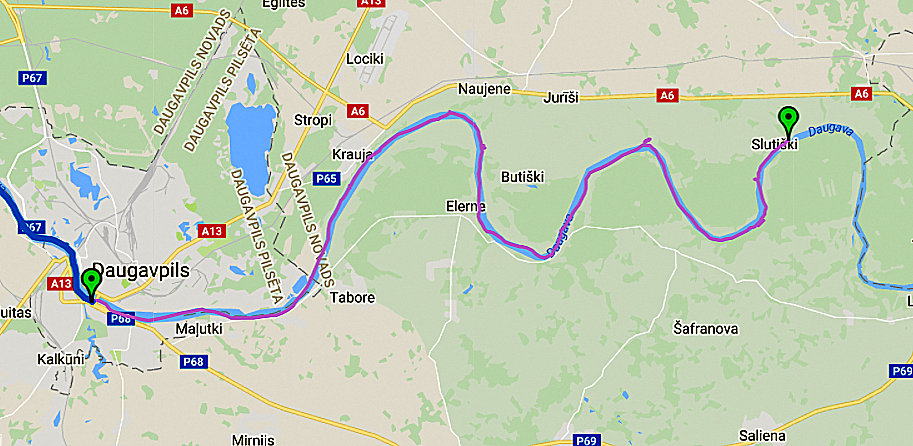 Eglītes
A6
A13
DAUGAVPILS NOVADS
DAUGAVPILS PILSĒTA
Lociki
P67
Naujene
Jurīši
A6
A6
A6
Stropi
Slutiški
Daugava
Krauja
P65
Butiški
DAUGAVPILS NOVADS
DAUGAVPILS PILSĒTA
Elerne
Daugava
P67
A13
Daugavpils
A13
Tabore
uitas
P68
Maļutki
Šafranova
Kalkūni
P68
P69
Mirnijs
P69
Saliena